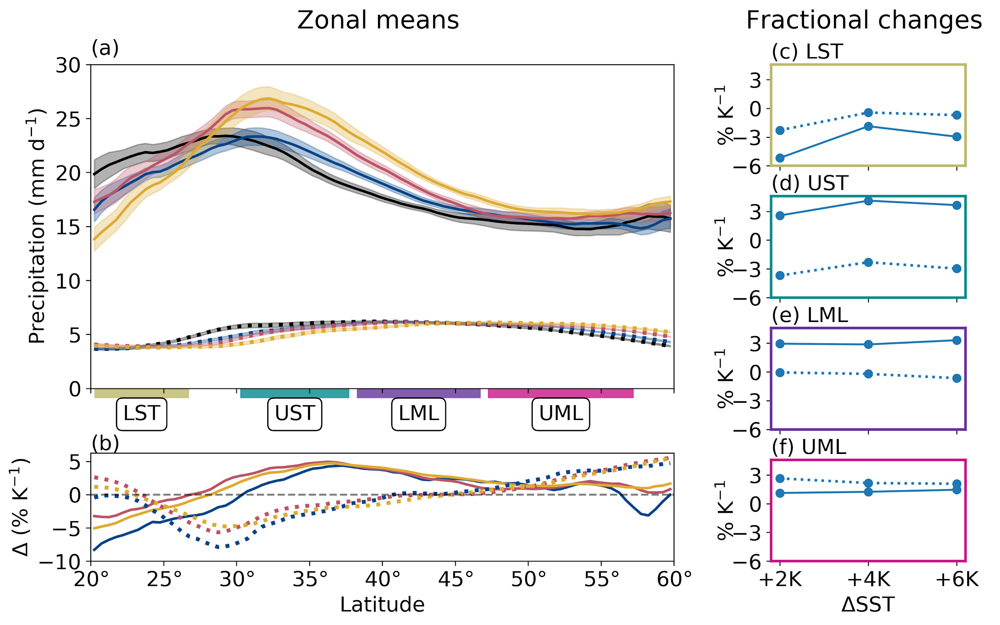 Zonal means
Fractional changes
(a)
30
25
20
15
10
5
0
Precipitation (mm d⁻¹)
LST
UST
LML
UML
(b)
5
0
−5
−10
Δ (% K⁻¹)
20° 25° 30° 35° 40° 45° 50° 55° 60°
Latitude
(c) LST
3
0
−3
−6
% K⁻¹
(d) UST
3
0
−3
−6
% K⁻¹
(e) LML
3
0
−3
−6
% K⁻¹
(f) UML
3
0
−3
−6
% K⁻¹
+2K +4K +6K
ΔSST